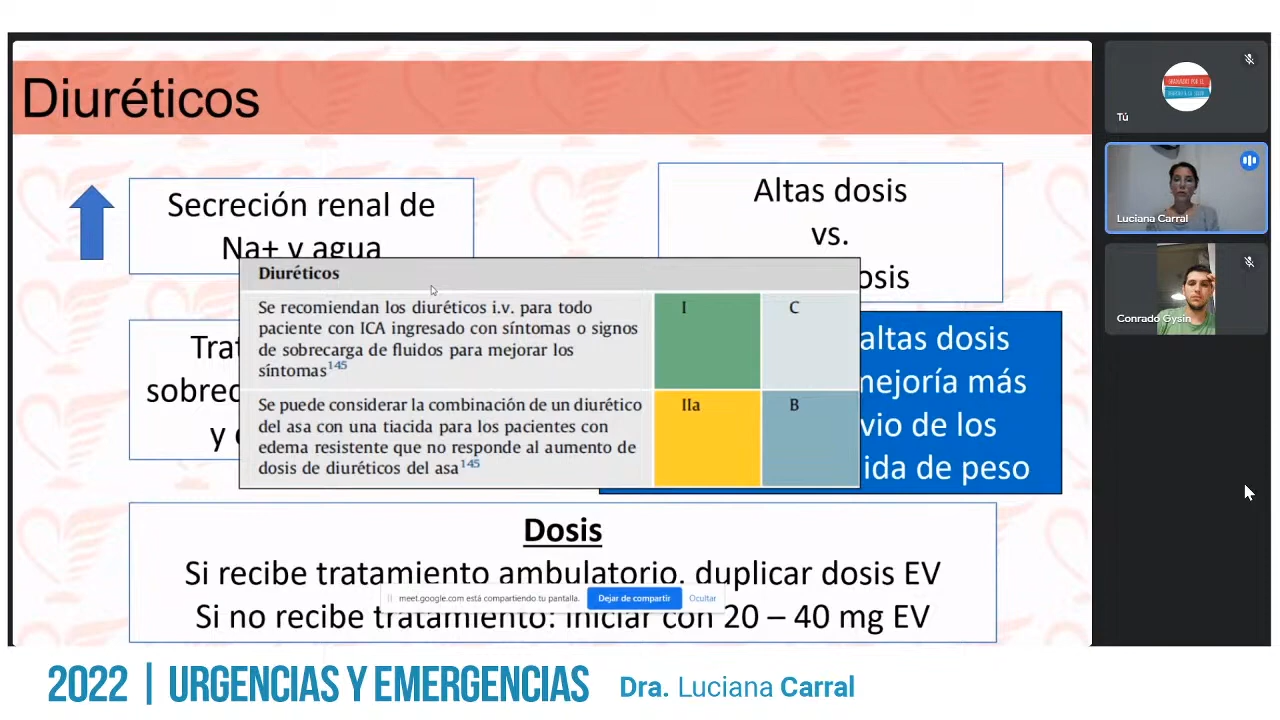 Diuréticos
Secreción renal de
Na+ y agua
Altas dosis
vs.
osis
Trat
sobrec
y
altas dosis
mejoría más
vio de los
ida de peso
Diuréticos
Se recomiendan los diuréticos i.v. para todo
paciente con ICA ingresado con síntomas o signos
de sobrecarga de fluidos para mejorar los
síntomas145
I
C
Se puede considerar la combinación de un diurético
del asa con una tiacida para los pacientes con
edema resistente que no responde al aumento de
dosis de diuréticos del asa145
IIa
B
Dosis
Si recibe tratamiento ambulatorio, duplicar dosis EV
Si no recibe tratamiento: iniciar con 20 – 40 mg EV
meet.google.com está compartiendo tu pantalla.
Dejar de compartir
Ocultar
Tú
Luciana Carral
Conrado Gysin
2022 | URGENCIAS Y EMERGENCIAS
Dra. Luciana Carral